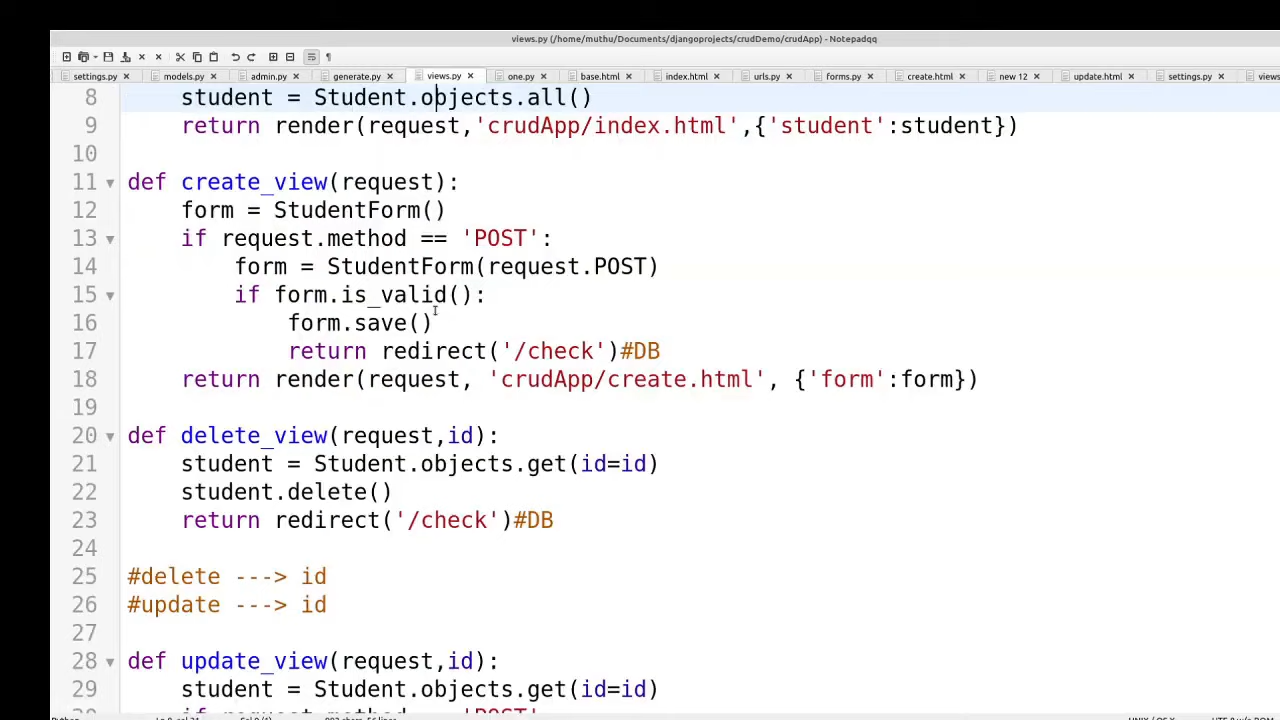 views.py (/home/muthu/Documents/djangoprojects/crudDemo/crudApp) - Notepadqq
settings.py models.py admin.py generate.py views.py one.py base.html index.html urls.py forms.py create.html new 12 update.html settings.py views
8 student = Student.objects.all()
9 return render(request,'crudApp/index.html',{'student':student})
10
11 def create_view(request):
12 form = StudentForm()
13 if request.method == 'POST':
14 form = StudentForm(request.POST)
15 if form.is_valid():
16 form.save()
17 return redirect('/check')#DB
18 return render(request, 'crudApp/create.html', {'form':form})
19
20 def delete_view(request,id):
21 student = Student.objects.get(id=id)
22 student.delete()
23 return redirect('/check')#DB
24
25 #delete ---> id
26 #update ---> id
27
28 def update_view(request,id):
29 student = Student.objects.get(id=id)